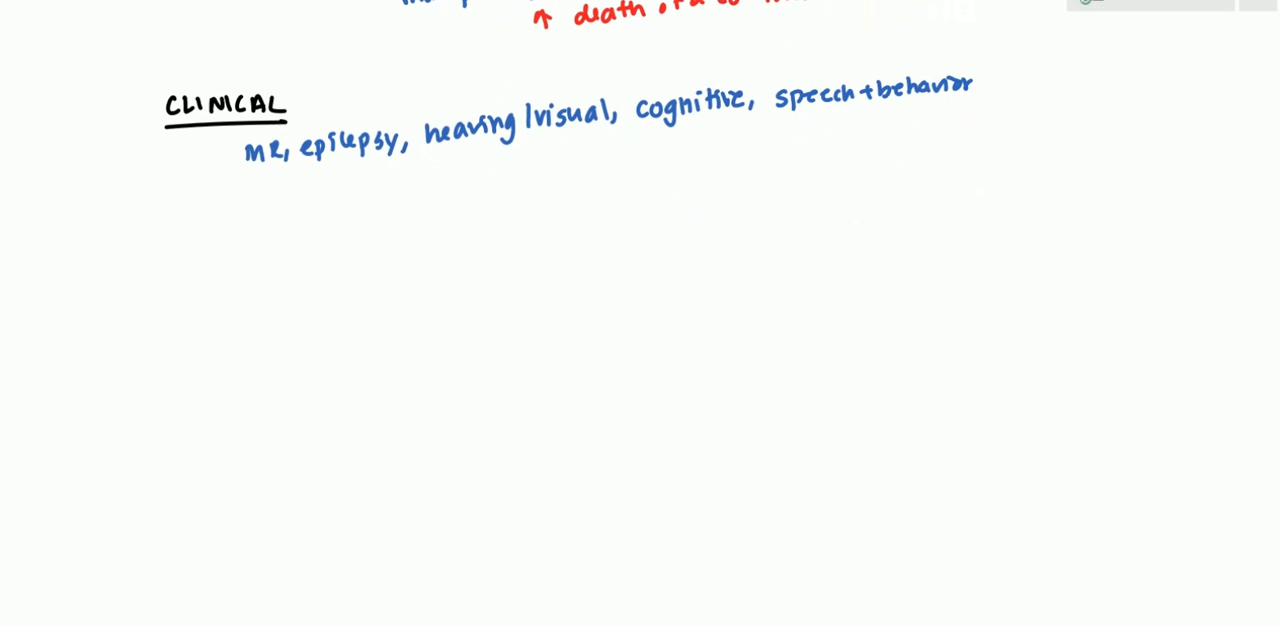 ↑ death
CLINICAL
MR, epilepsy, hearing/visual, cognitive, speech + behavior